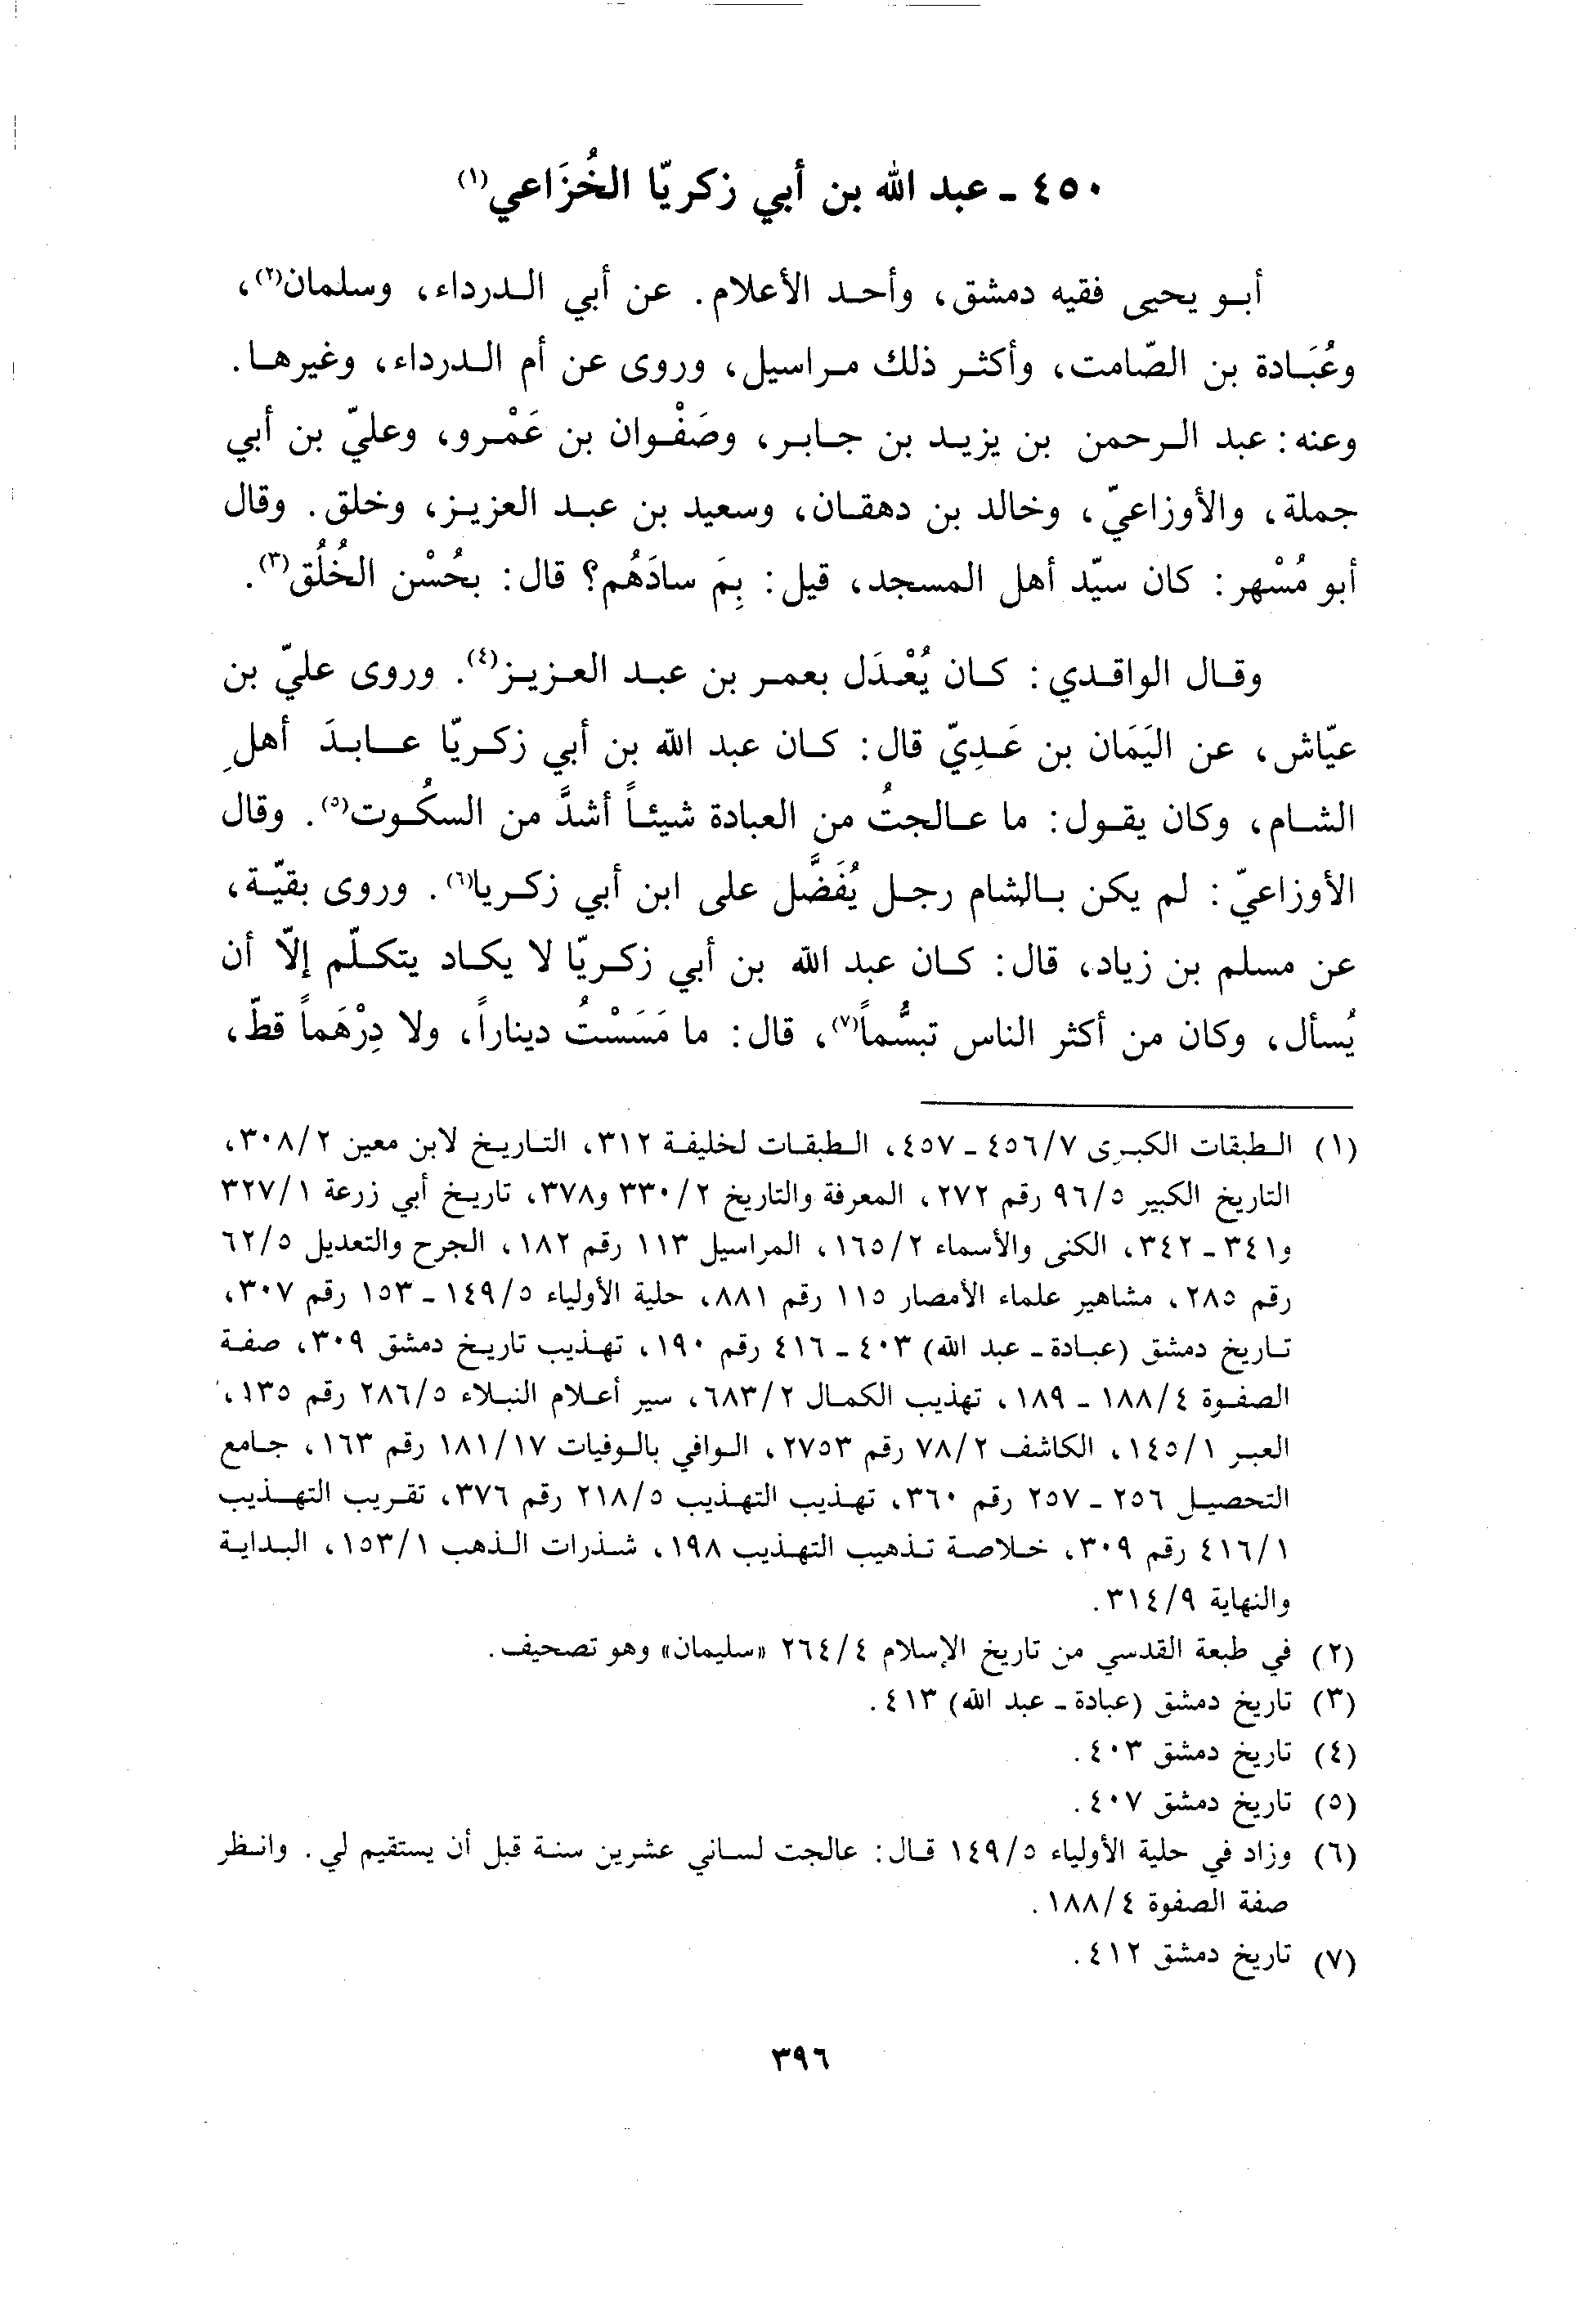 ٤٥٠ ـ عبد الله بن أبي زكريّا الخُزَاعي(١)
أبو يحيى فقيه دمشق، وأحد الأعلام. عن أبي الدرداء، وسلمان(٢)،
وعُبَادة بن الصّامت، وأكثر ذلك مراسيل، وروى عن أم الدرداء، وغيرها.
وعنه: عبد الرحمن بن يزيد بن جابر، وصَفْوان بن عَمْرو، وعليّ بن أبي
جملة، والأوزاعيّ، وخالد بن دهقان، وسعيد بن عبد العزيز، وخلق. وقال
أبو مُسْهر: كان سيّد أهل المسجد، قيل: بِمَ سادَهُم؟ قال: بحُسْن الخُلُق(٣).
وقال الواقدي: كان يُعْدَل بعمر بن عبد العزيز(٤). وروى عليّ بن
عيّاش، عن اليَمَان بن عَدِيّ قال: كان عبد الله بن أبي زكريّا عابدَ أهلِ
الشام، وكان يقول: ما عالجتُ من العبادة شيئاً أشدَّ من السكُوت(٥). وقال
الأوزاعيّ: لم يكن بالشام رجل يُفَضَّل على ابن أبي زكريا(٦). وروى بقيّة،
عن مسلم بن زياد، قال: كان عبد الله بن أبي زكريّا لا يكاد يتكلّم إلّا أن
يُسأل، وكان من أكثر الناس تبسُّماً(٧)، قال: ما مَسَسْتُ ديناراً، ولا دِرْهَماً قطّ،
(١) الطبقات الكبرى ٤٥٦/٧ ـ ٤٥٧، الطبقات لخليفة ٣١٢، التاريخ لابن معين ٣٠٨/٢،
التاريخ الكبير ٩٦/٥ رقم ٢٧٢، المعرفة والتاريخ ٣٣٠/٢ و٣٧٨، تاريخ أبي زرعة ٣٢٧/١
و٣٤١ ـ ٣٤٢، الكنى والأسماء ١٦٥/٢، المراسيل ١١٣ رقم ١٨٢، الجرح والتعديل ٦٢/٥
رقم ٢٨٥، مشاهير علماء الأمصار ١١٥ رقم ٨٨١، حلية الأولياء ١٤٩/٥ ـ ١٥٣ رقم ٣٠٧،
تاريخ دمشق (عبادة ـ عبد الله) ٤٠٣ ـ ٤١٦ رقم ١٩٠، تهذيب تاريخ دمشق ٣٠٩، صفة
الصفوة ١٨٨/٤ ـ ١٨٩، تهذيب الكمال ٦٨٣/٢، سير أعلام النبلاء ٢٨٦/٥ رقم ١٣٥،
العبر ١٤٥/١، الكاشف ٧٨/٢ رقم ٢٧٥٣، الوافي بالوفيات ١٨١/١٧ رقم ١٦٣، جامع
التحصيل ٢٥٦ ـ ٢٥٧ رقم ٣٦٠، تهذيب التهذيب ٢١٨/٥ رقم ٣٧٦، تقريب التهذيب
٤١٦/١ رقم ٣٠٩، خلاصة تذهيب التهذيب ١٩٨، شذرات الذهب ١٥٣/١، البداية
والنهاية ٣١٤/٩.
(٢) في طبعة القدسي من تاريخ الإسلام ٢٦٤/٤ «سليمان» وهو تصحيف.
(٣) تاريخ دمشق (عبادة ـ عبد الله) ٤١٣.
(٤) تاريخ دمشق ٤٠٣.
(٥) تاريخ دمشق ٤٠٧.
(٦) وزاد في حلية الأولياء ١٤٩/٥ قال: عالجت لساني عشرين سنة قبل أن يستقيم لي. وانظر
صفة الصفوة ١٨٨/٤.
(٧) تاريخ دمشق ٤١٢.
٣٩٦